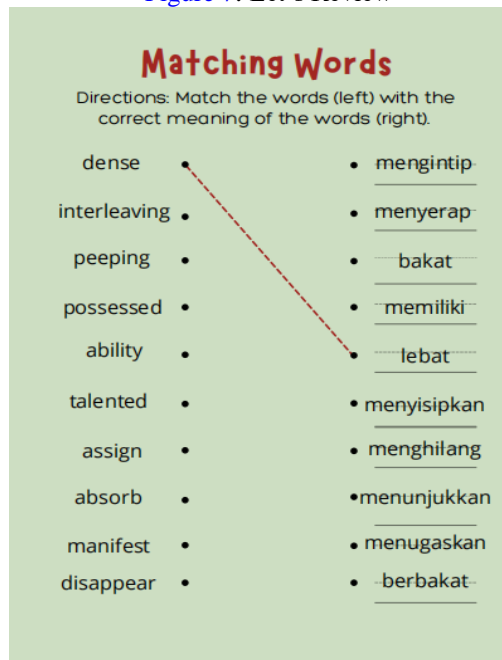 Matching Words
Directions: Match the words (left) with the
correct meaning of the words (right).
dense mengintip
interleaving menyerap
peeping bakat
possessed memiliki
ability lebat
talented menyisipkan
assign menghilang
absorb menunjukkan
manifest menugaskan
disappear berbakat